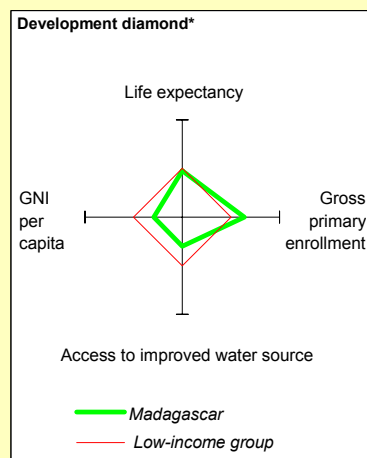 Development diamond*
Life expectancy
GNI
per
capita
Gross
primary
enrollment
Access to improved water source
Madagascar
Low-income group